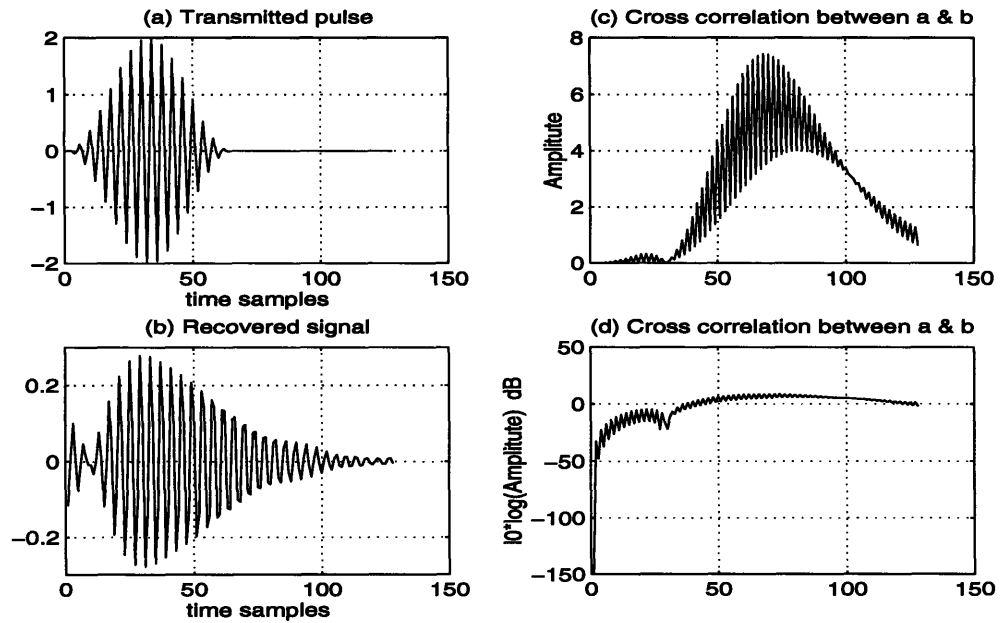 (a) Transmitted pulse
2
1
0
−1
−2
0 50 100 150
time samples
(c) Cross correlation between a & b
8
6
4
2
0
Amplitute
0 50 100 150
(b) Recovered signal
0.2
0
−0.2
0 50 100 150
time samples
(d) Cross correlation between a & b
50
0
−50
−100
−150
l0*log(Amplitute) dB
0 50 100 150